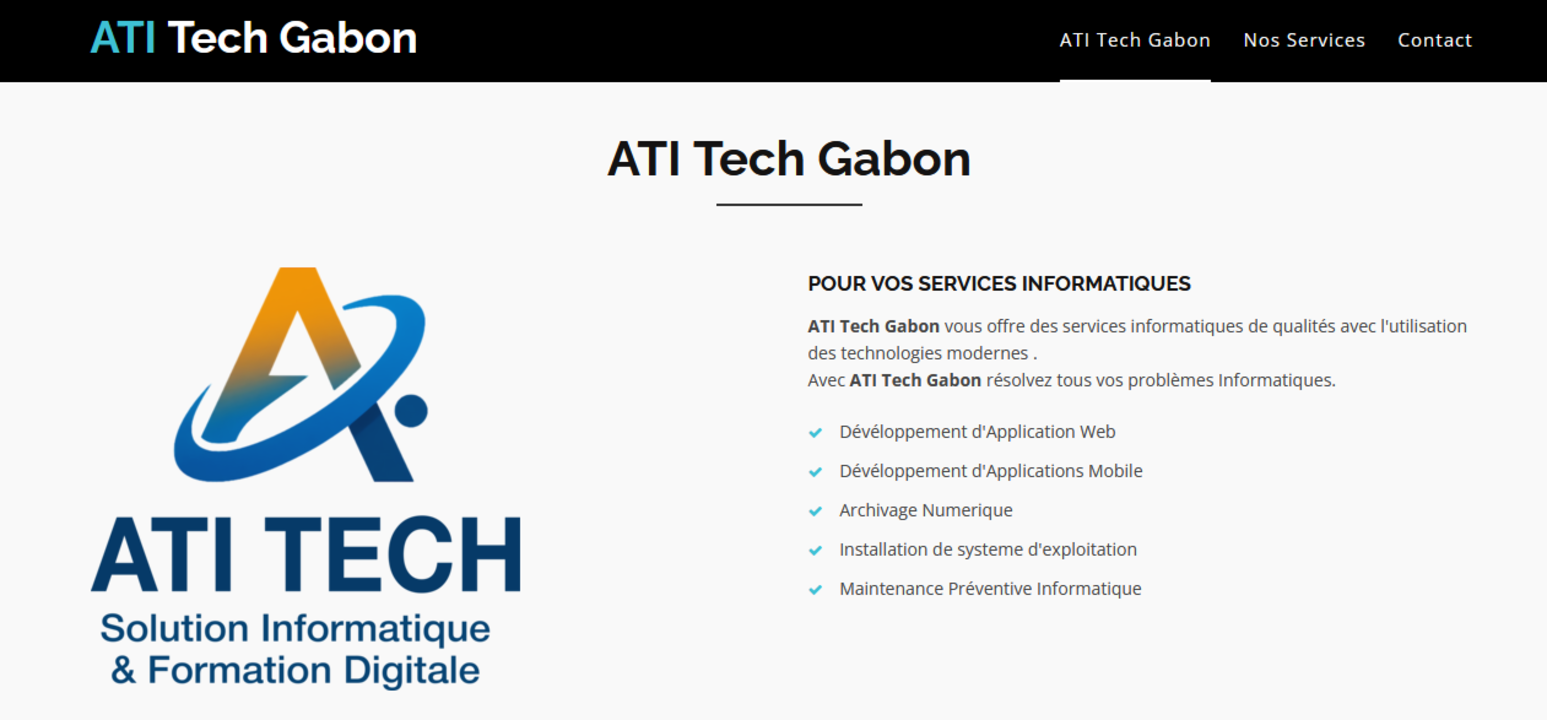 ATI Tech Gabon
ATI Tech Gabon
Nos Services
Contact
ATI Tech Gabon
ATI TECH
Solution Informatique
& Formation Digitale
POUR VOS SERVICES INFORMATIQUES
ATI Tech Gabon vous offre des services informatiques de qualités avec l'utilisation
des technologies modernes .
Avec ATI Tech Gabon résolvez tous vos problèmes Informatiques.
Dévéloppement d'Application Web
Dévéloppement d'Applications Mobile
Archivage Numerique
Installation de systeme d'exploitation
Maintenance Préventive Informatique